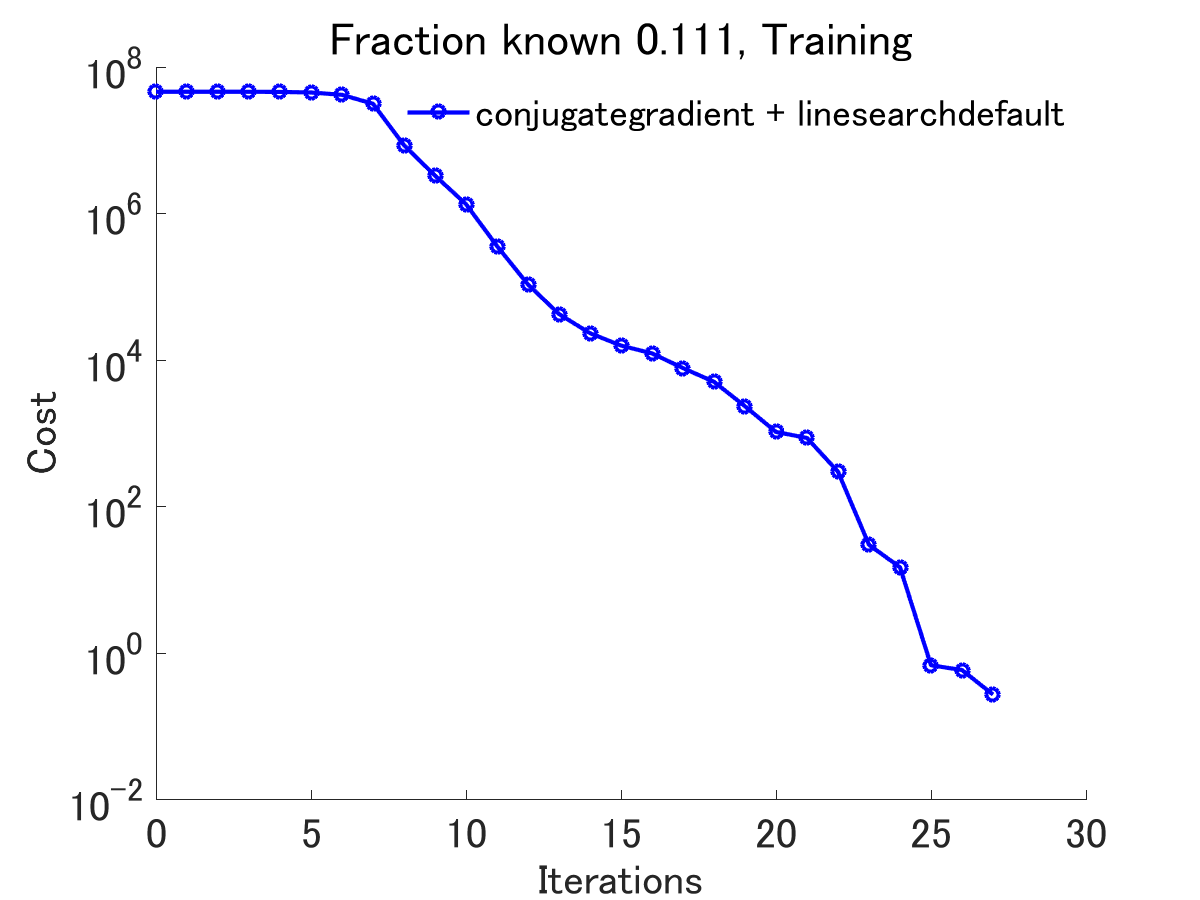 Fraction known 0.111, Training
conjugategradient + linesearchdefault
10^8
10^6
10^4
10^2
10^0
10^−2
Cost
0 5 10 15 20 25 30
Iterations